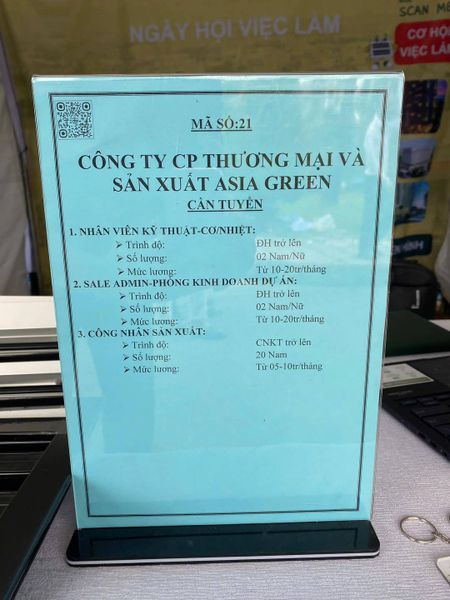 SCAN ME
NGÀY HỘI VIỆC LÀM
CƠ HỘI
VIỆC LÀM
MÃ SỐ:21
CÔNG TY CP THƯƠNG MẠI VÀ
SẢN XUẤT ASIA GREEN
CẦN TUYỂN
1. NHÂN VIÊN KỸ THUẬT-CƠ/NHIỆT:
➤ Trình độ: ĐH trở lên
➤ Số lượng: 02 Nam/Nữ
➤ Mức lương: Từ 10-20tr/tháng
2. SALE ADMIN-PHÒNG KINH DOANH DỰ ÁN:
➤ Trình độ: ĐH trở lên
➤ Số lượng: 02 Nam/Nữ
➤ Mức lương: Từ 10-20tr/tháng
3. CÔNG NHÂN SẢN XUẤT:
➤ Trình độ: CNKT trở lên
➤ Số lượng: 20 Nam
➤ Mức lương: Từ 05-10tr/tháng